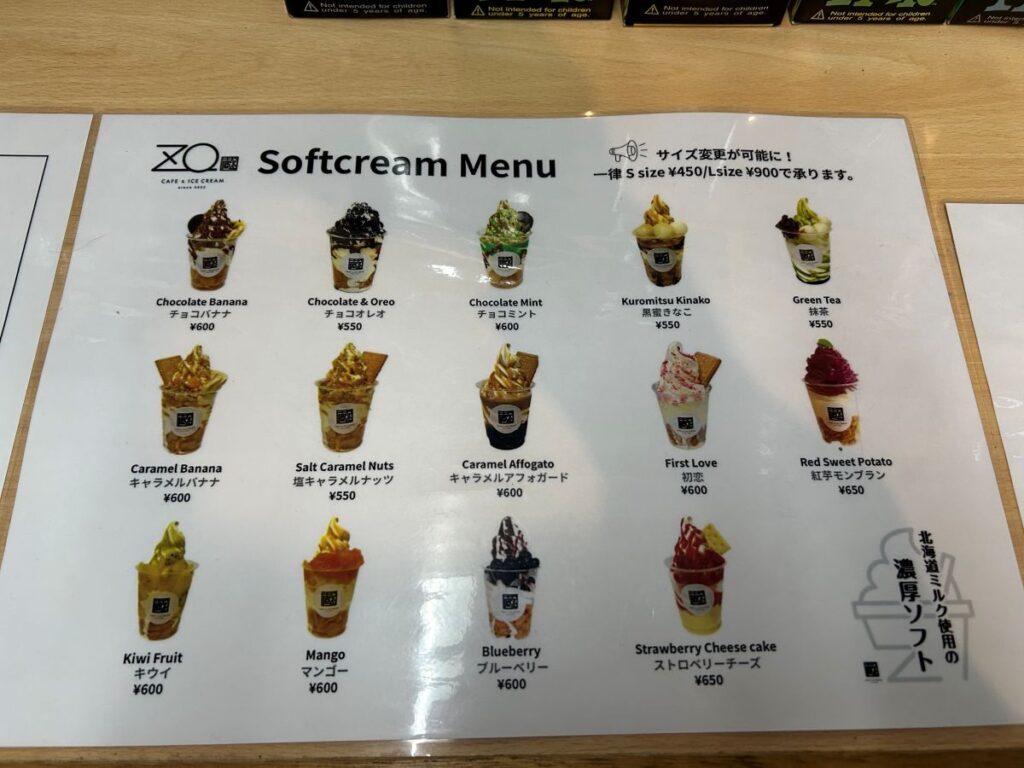 Not intended for children
under 5 years of age.
Not intended for children
under 5 years of age.
Not intended for children
under 5 years of age.
Not intended for children
under 5 years of age.
ZO
CAFE & ICE CREAM
Softcream Menu
サイズ変更が可能に！
一律 S size ¥450/Lsize ¥900で承ります。
Chocolate Banana
チョコバナナ
¥600
Chocolate & Oreo
チョコオレオ
¥550
Chocolate Mint
チョコミント
¥600
Kuromitsu Kinako
黒蜜きなこ
¥550
Green Tea
抹茶
¥550
Caramel Banana
キャラメルバナナ
¥600
Salt Caramel Nuts
塩キャラメルナッツ
¥550
Caramel Affogato
キャラメルアフォガード
¥600
First Love
初恋
¥600
Red Sweet Potato
紅芋モンブラン
¥650
Kiwi Fruit
キウイ
¥600
Mango
マンゴー
¥600
Blueberry
ブルーベリー
¥600
Strawberry Cheese cake
ストロベリーチーズ
¥650
北海道ミルク使用の
濃厚ソフト